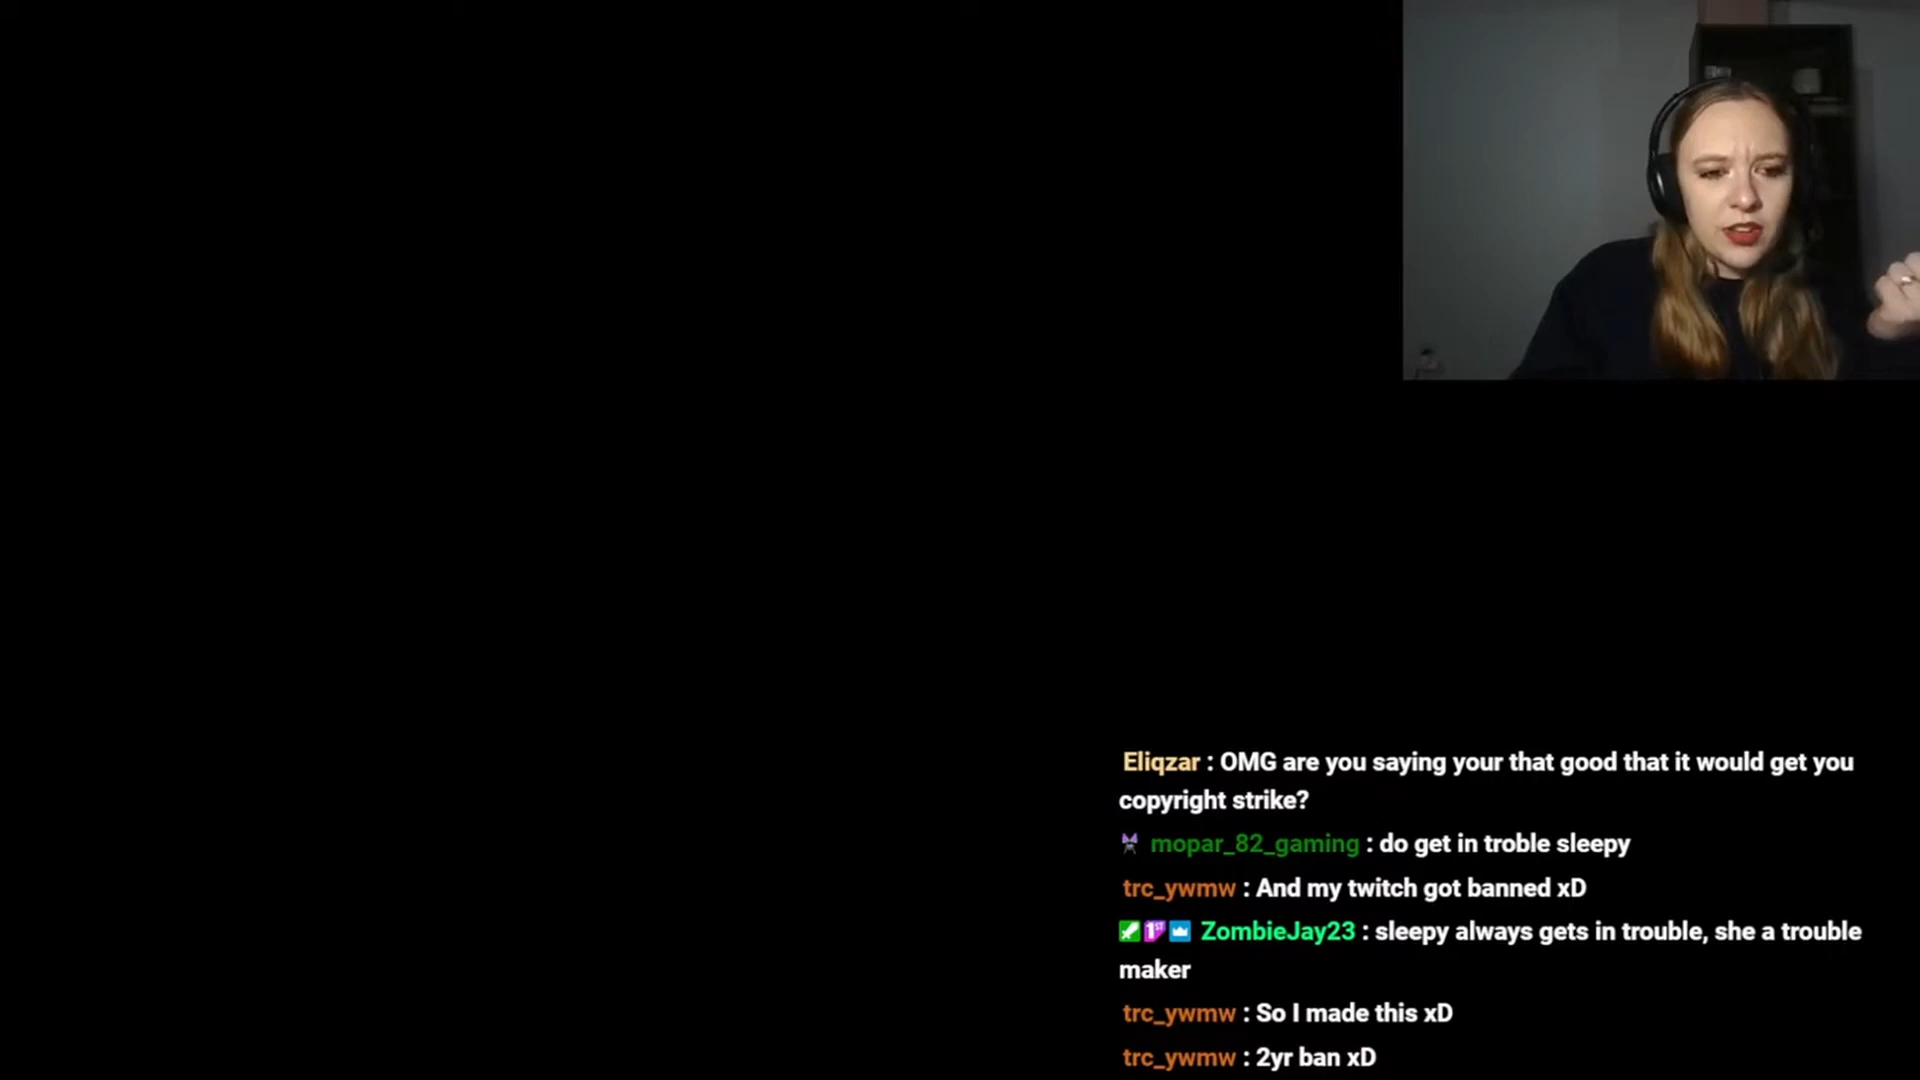 Eliqzar : OMG are you saying your that good that it would get you
copyright strike?
mopar_82_gaming : do get in troble sleepy
trc_ywmw : And my twitch got banned xD
1ST ZombieJay23 : sleepy always gets in trouble, she a trouble
maker
trc_ywmw : So I made this xD
trc_ywmw : 2yr ban xD